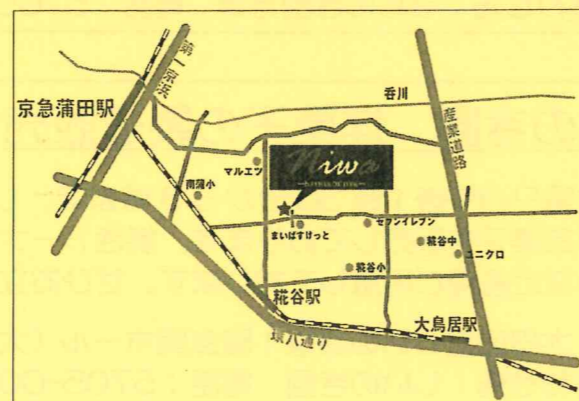 第一京浜
京急蒲田駅
呑川
産業道路
マルエツ
Niwa
南蒲小
セブンイレブン
まいばすけっと
糀谷中
ユニクロ
糀谷小
糀谷駅
大鳥居駅
環八通り